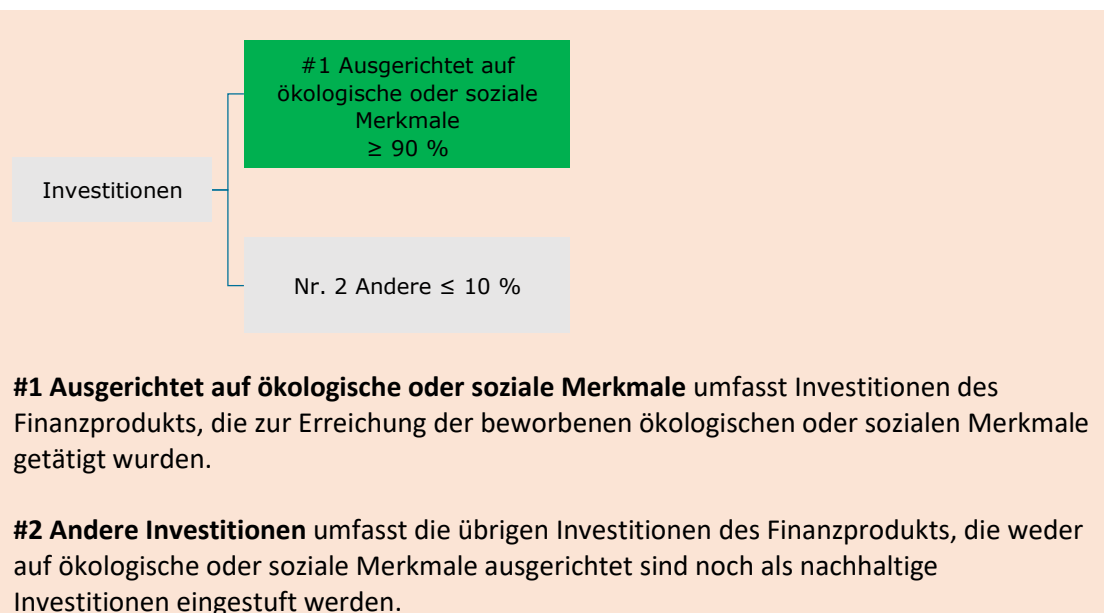 #1 Ausgerichtet auf
ökologische oder soziale
Merkmale
≥ 90 %
Investitionen
Nr. 2 Andere ≤ 10 %
#1 Ausgerichtet auf ökologische oder soziale Merkmale umfasst Investitionen des
Finanzprodukts, die zur Erreichung der beworbenen ökologischen oder sozialen Merkmale
getätigt wurden.
#2 Andere Investitionen umfasst die übrigen Investitionen des Finanzprodukts, die weder
auf ökologische oder soziale Merkmale ausgerichtet sind noch als nachhaltige
Investitionen eingestuft werden.